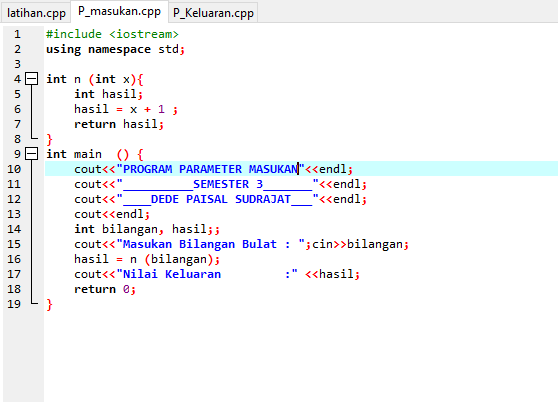 latihan.cpp P_masukan.cpp P_Keluaran.cpp
1 #include <iostream>
2 using namespace std;
3
4 int n (int x){
5 int hasil;
6 hasil = x + 1 ;
7 return hasil;
8 }
9 int main  () {
10 cout<<"PROGRAM PARAMETER MASUKAN"<<endl;
11 cout<<"__________SEMESTER 3_______"<<endl;
12 cout<<"____DEDE PAISAL SUDRAJAT___"<<endl;
13 cout<<endl;
14 int bilangan, hasil;;
15 cout<<"Masukan Bilangan Bulat : ";cin>>bilangan;
16 hasil = n (bilangan);
17 cout<<"Nilai Keluaran         :" <<hasil;
18 return 0;
19 }